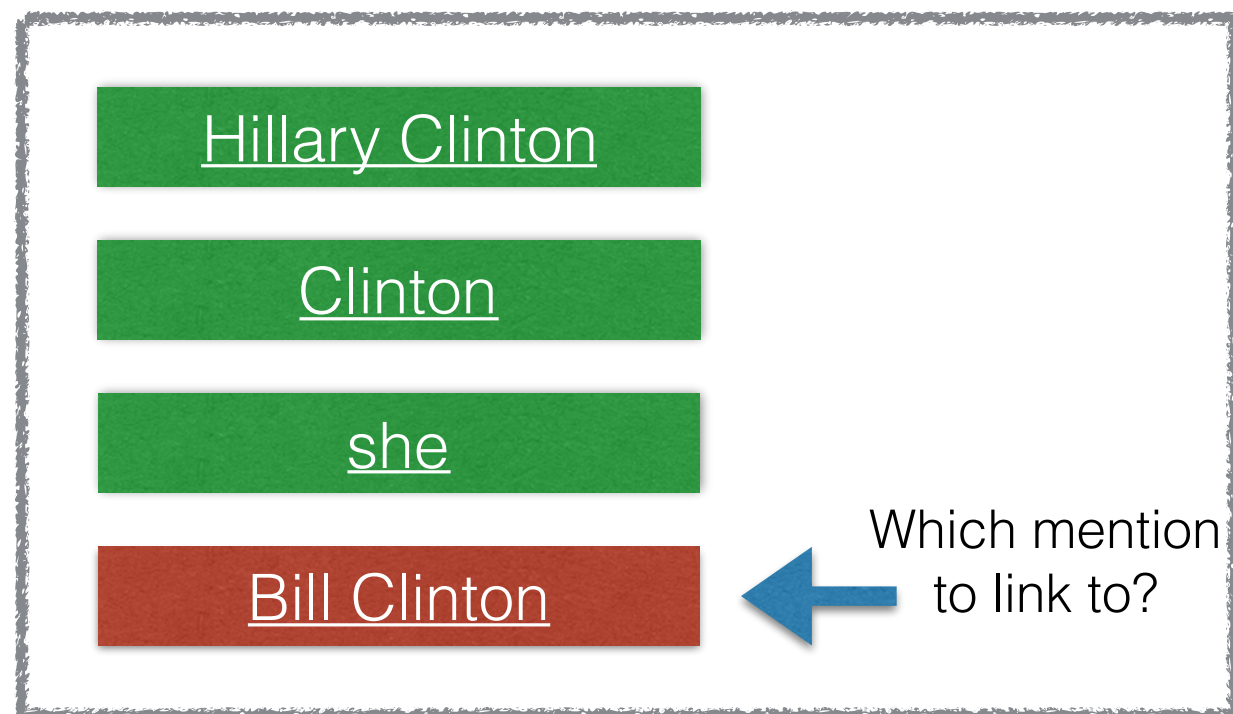 Hillary Clinton
Clinton
she
Bill Clinton
Which mention
to link to?